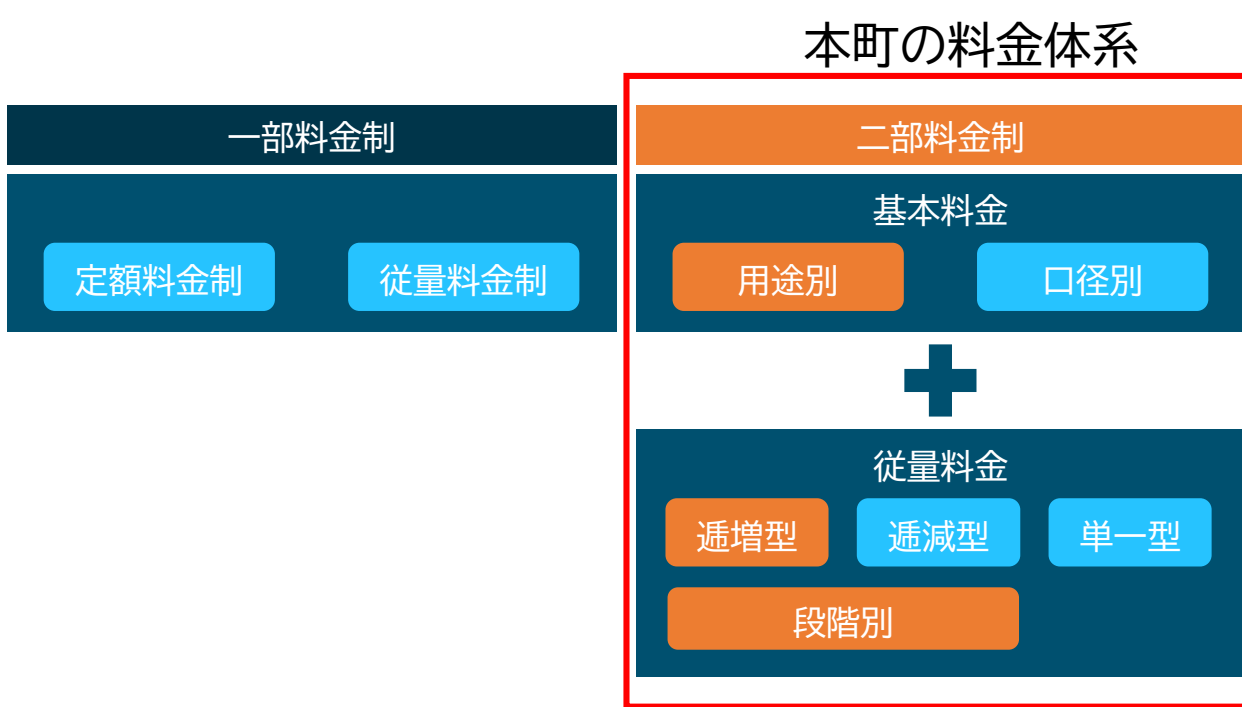 本町の料金体系
一部料金制
定額料金制
従量料金制
二部料金制
基本料金
用途別
口径別
従量料金
逓増型
逓減型
単一型
段階別